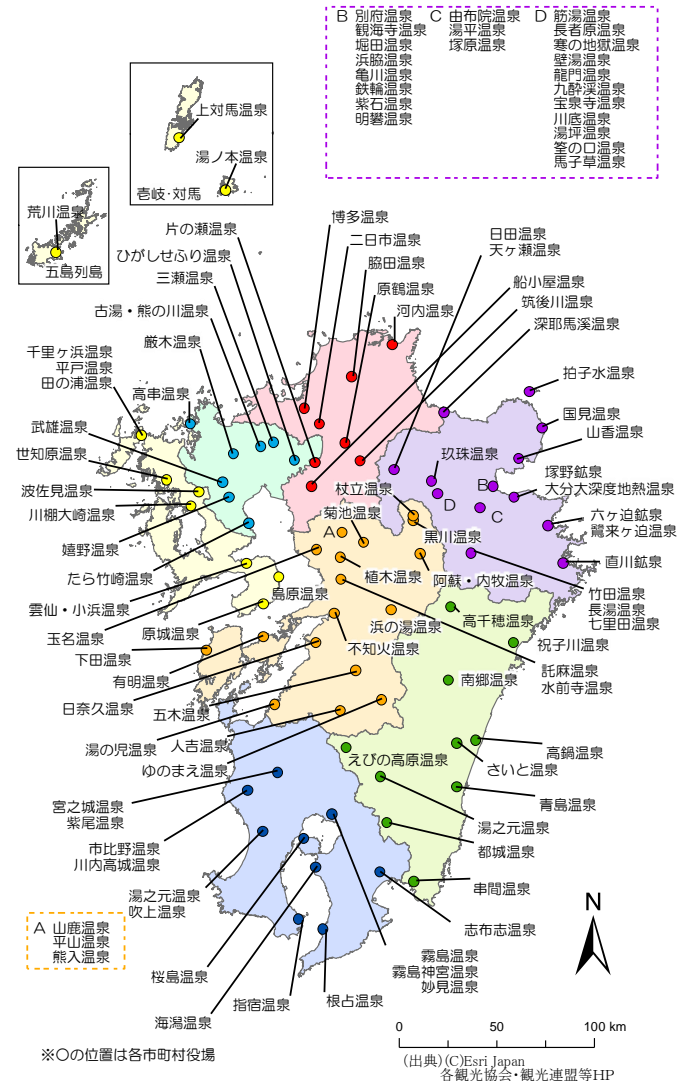 B 別府温泉
観海寺温泉
堀田温泉
浜脇温泉
亀川温泉
鉄輪温泉
紫石温泉
明礬温泉
C 由布院温泉
湯平温泉
塚原温泉
D 筋湯温泉
長者原温泉
寒の地獄温泉
壁湯温泉
龍門温泉
九酔渓温泉
宝泉寺温泉
川底温泉
湯坪温泉
筌の口温泉
馬子草温泉
上対馬温泉
湯ノ本温泉
壱岐・対馬
荒川温泉
五島列島
片の瀬温泉
ひがしせふり温泉
三瀬温泉
古湯・熊の川温泉
厳木温泉
千里ヶ浜温泉
平戸温泉
田の浦温泉
高串温泉
武雄温泉
世知原温泉
波佐見温泉
川棚大崎温泉
嬉野温泉
たら竹崎温泉
雲仙・小浜温泉
島原温泉
原城温泉
玉名温泉
下田温泉
有明温泉
日奈久温泉
五木温泉
湯の児温泉
人吉温泉
ゆのまえ温泉
博多温泉
二日市温泉
脇田温泉
原鶴温泉
河内温泉
日田温泉
天ヶ瀬温泉
船小屋温泉
筑後川温泉
深耶馬溪温泉
拍子水温泉
国見温泉
山香温泉
塚野鉱泉
大分大深度地熱温泉
六ヶ迫鉱泉
鷺来ヶ迫温泉
直川鉱泉
竹田温泉
長湯温泉
七里田温泉
玖珠温泉
B
D
C
杖立温泉
菊池温泉
A
黒川温泉
植木温泉
阿蘇・内牧温泉
浜の湯温泉
不知火温泉
高千穂温泉
祝子川温泉
託麻温泉
水前寺温泉
南郷温泉
えびの高原温泉
高鍋温泉
さいと温泉
青島温泉
湯之元温泉
都城温泉
串間温泉
志布志温泉
宮之城温泉
紫尾温泉
市比野温泉
川内高城温泉
湯之元温泉
吹上温泉
桜島温泉
海潟温泉
指宿温泉
根占温泉
霧島温泉
霧島神宮温泉
妙見温泉
A 山鹿温泉
平山温泉
熊入温泉
N
0 50 100 km
※〇の位置は各市町村役場
(出典)(C)Esri Japan
各観光協会・観光連盟等HP